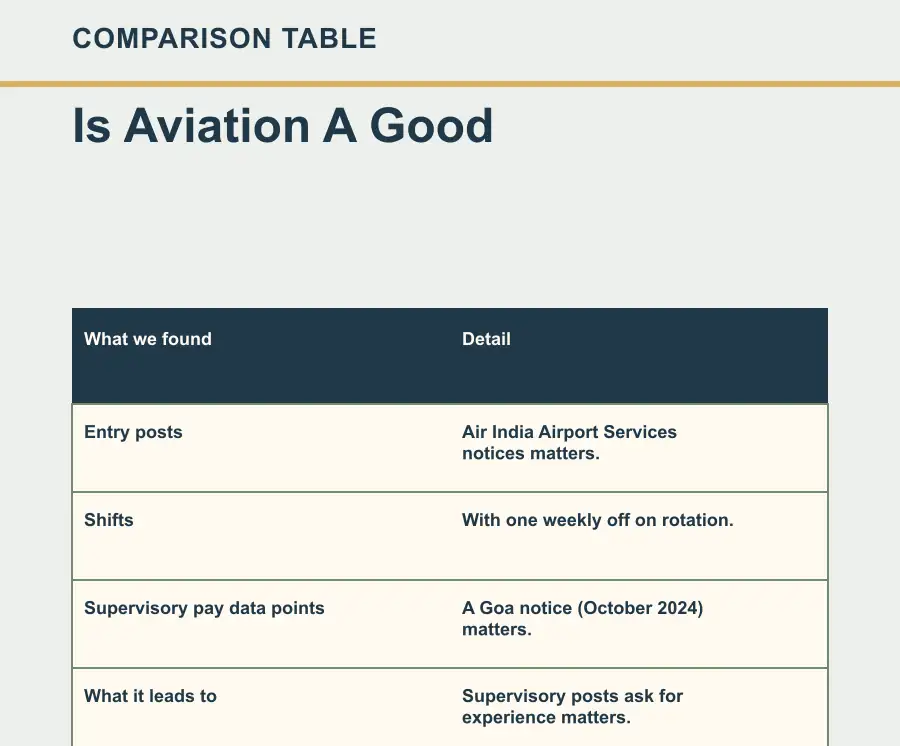 COMPARISON TABLE
Is Aviation A Good
What we found
Detail
Entry posts
Air India Airport Services
notices matters.
Shifts
With one weekly off on rotation.
Supervisory pay data points
A Goa notice (October 2024)
matters.
What it leads to
Supervisory posts ask for
experience matters.